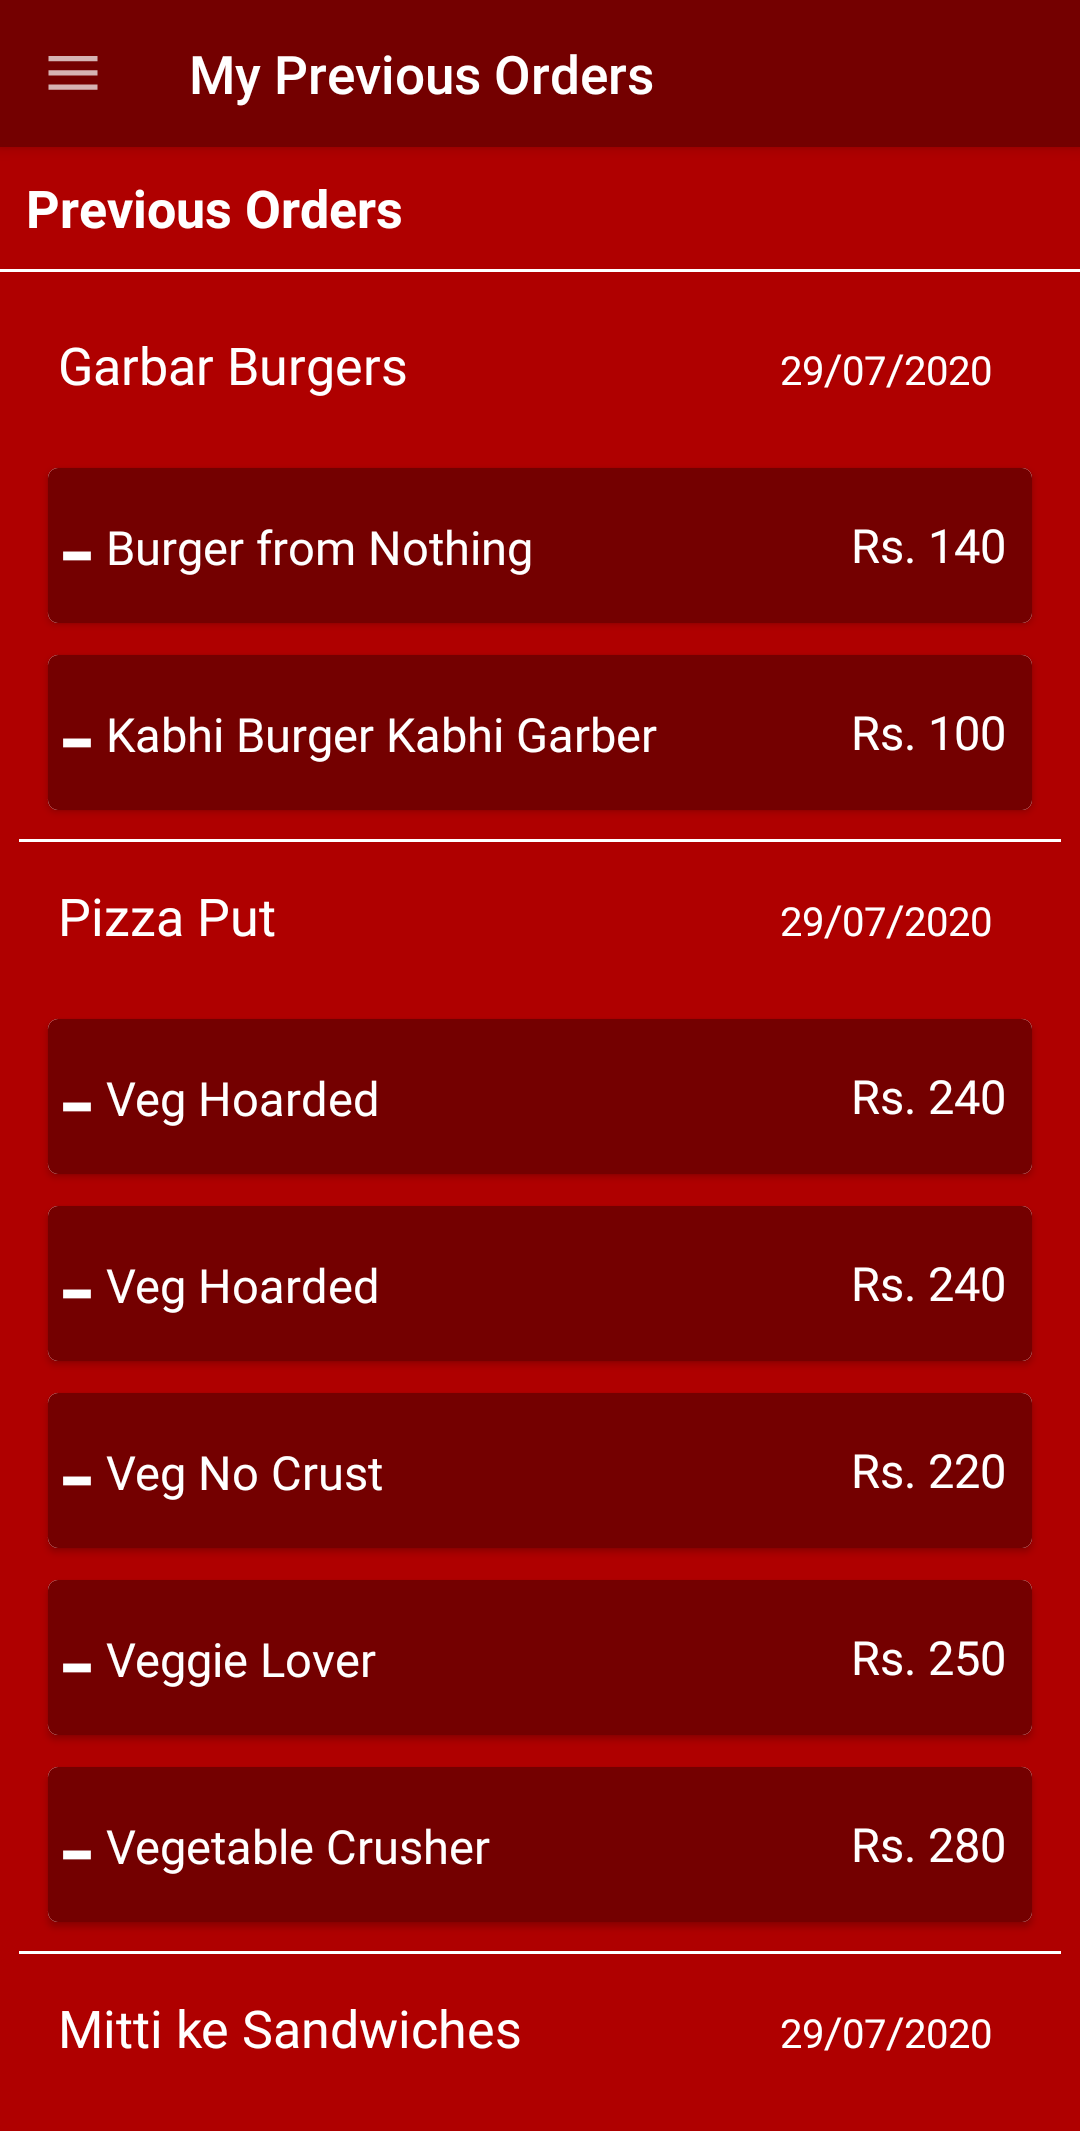 My Previous Orders
Previous Orders
Garbar Burgers 29/07/2020
Burger from Nothing Rs. 140
Kabhi Burger Kabhi Garber Rs. 100
Pizza Put 29/07/2020
Veg Hoarded Rs. 240
Veg Hoarded Rs. 240
Veg No Crust Rs. 220
Veggie Lover Rs. 250
Vegetable Crusher Rs. 280
Mitti ke Sandwiches 29/07/2020